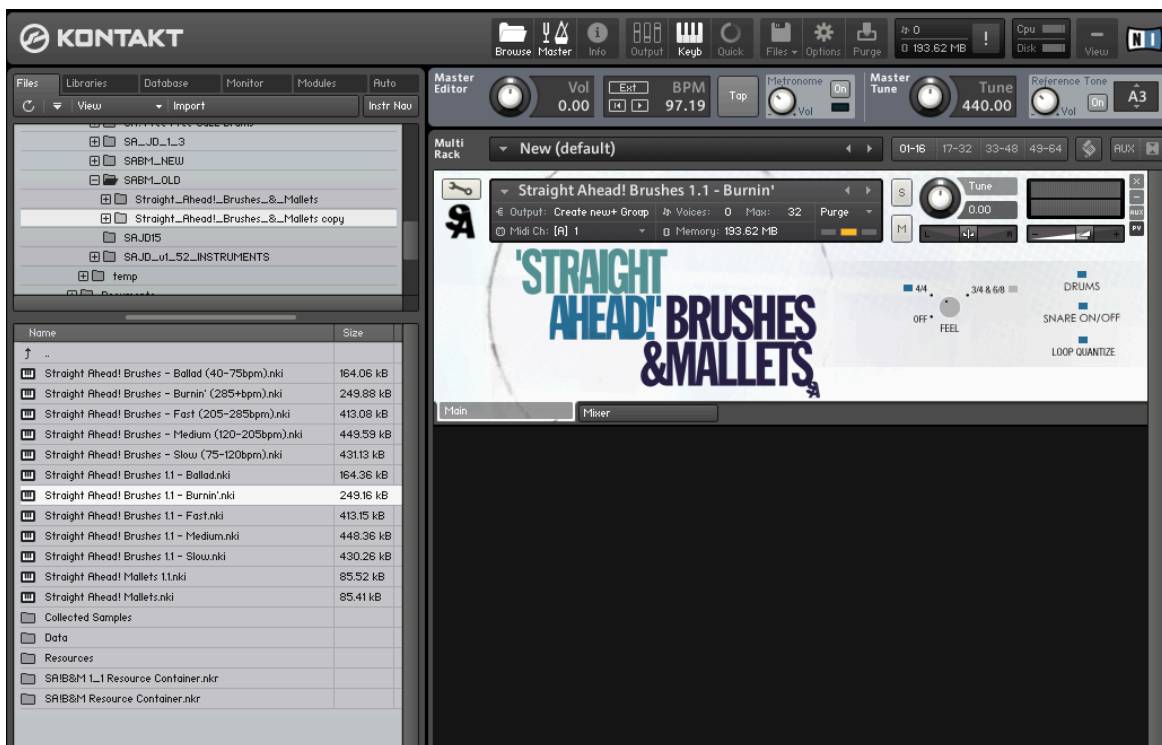 KONTAKT
Browse Master Info Output Keyb Quick Files Options Purge
0
0 193.62 MB
!
Cpu
Disk
View
NI
Files Libraries Database Monitor Modules Auto
View Import Instr Nav
SA_JD_1_3
SABM_NEW
SABM_OLD
Straight_Ahead!_Brushes_&_Mallets
Straight_Ahead!_Brushes_&_Mallets copy
SAJD15
SAJD_v1_52_INSTRUMENTS
temp
Name Size
..
Straight Ahead! Brushes - Ballad (40-75bpm).nki 164.06 kB
Straight Ahead! Brushes - Burnin' (285+bpm).nki 249.88 kB
Straight Ahead! Brushes - Fast (205-285bpm).nki 413.08 kB
Straight Ahead! Brushes - Medium (120-205bpm).nki 449.59 kB
Straight Ahead! Brushes - Slow (75-120bpm).nki 431.13 kB
Straight Ahead! Brushes 1.1 - Ballad.nki 164.36 kB
Straight Ahead! Brushes 1.1 - Burnin'.nki 249.16 kB
Straight Ahead! Brushes 1.1 - Fast.nki 413.15 kB
Straight Ahead! Brushes 1.1 - Medium.nki 448.36 kB
Straight Ahead! Brushes 1.1 - Slow.nki 430.26 kB
Straight Ahead! Mallets 1.1.nki 85.52 kB
Straight Ahead! Mallets.nki 85.41 kB
Collected Samples
Data
Resources
SA!B&M 1_1 Resource Container.nkr
SA!B&M Resource Container.nkr
Master Editor
Vol
0.00
Ext
BPM
97.19
Tap
Metronome
On
Vol
Master Tune
Tune
440.00
Reference Tone
On
Vol
A3
Multi Rack
New (default)
01-16 17-32 33-48 49-64 AUX
Straight Ahead! Brushes 1.1 - Burnin'
Output: Create new+ Group Voices: 0 Max: 32 Purge
Midi Ch: [A] 1 Memory: 193.62 MB
S
M
Tune
0.00
L R
- +
AUX
PV
SA
'STRAIGHT
AHEAD!' BRUSHES
&MALLETS
SA
4/4
3/4 & 6/8
OFF
FEEL
DRUMS
SNARE ON/OFF
LOOP QUANTIZE
Main Mixer